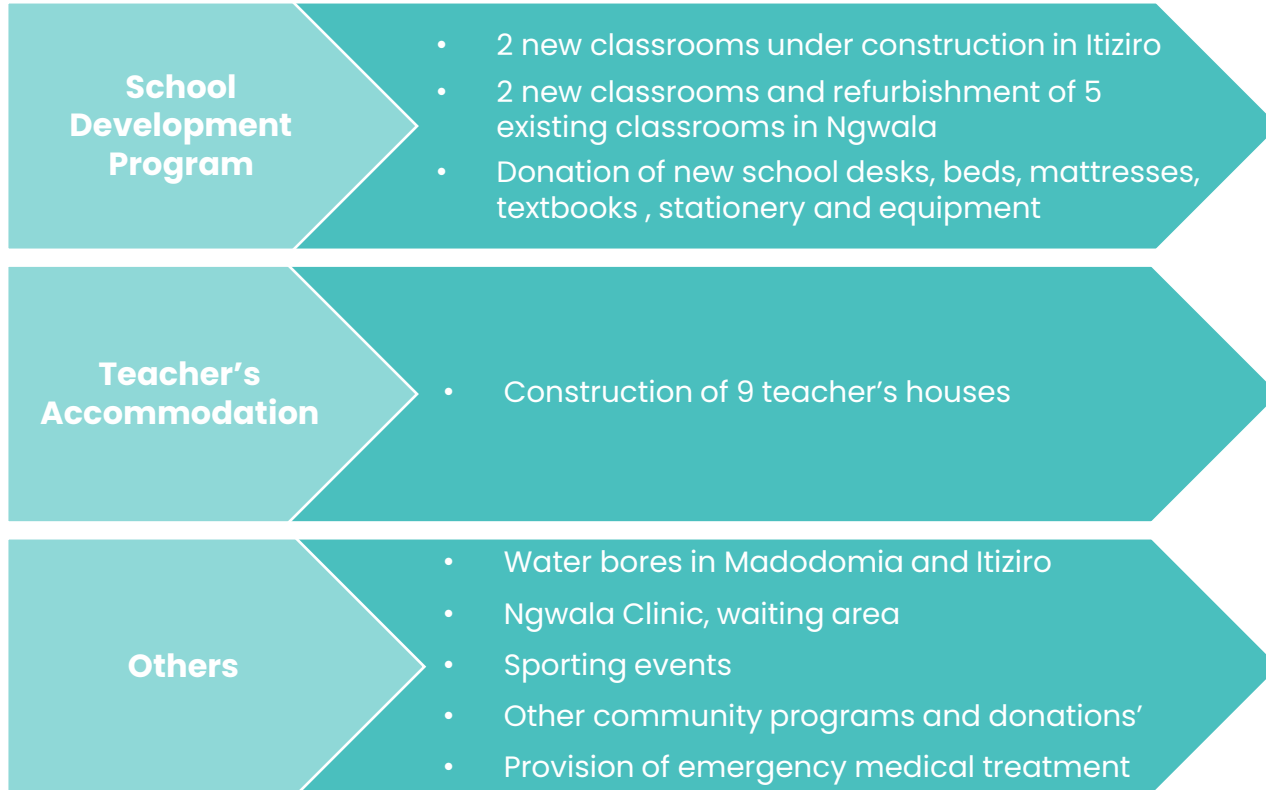 School
Development
Program
• 2 new classrooms under construction in Itiziro
• 2 new classrooms and refurbishment of 5
existing classrooms in Ngwala
• Donation of new school desks, beds, mattresses,
textbooks , stationery and equipment
Teacher’s
Accommodation
• Construction of 9 teacher’s houses
Others
• Water bores in Madodomia and Itiziro
• Ngwala Clinic, waiting area
• Sporting events
• Other community programs and donations’
• Provision of emergency medical treatment